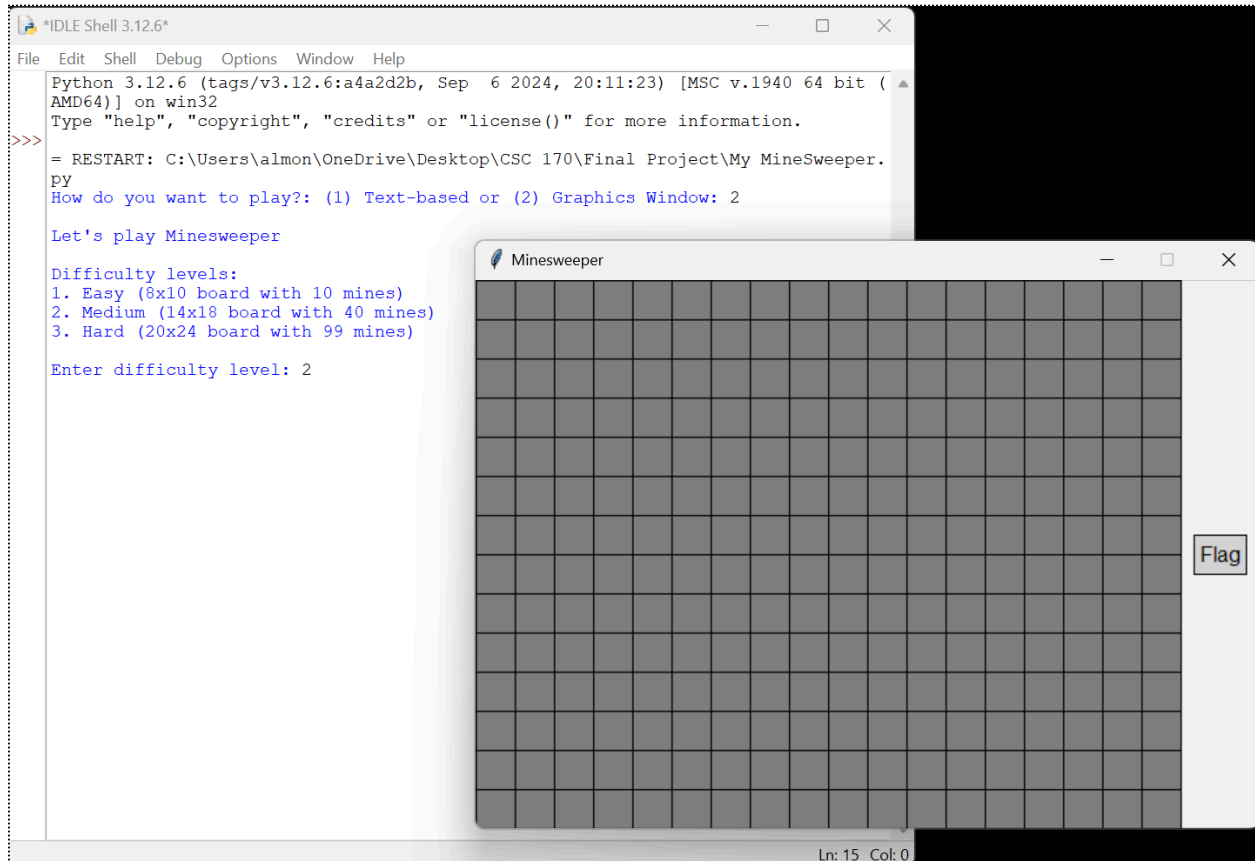 *IDLE Shell 3.12.6*
File Edit Shell Debug Options Window Help
Python 3.12.6 (tags/v3.12.6:a4a2d2b, Sep  6 2024, 20:11:23) [MSC v.1940 64 bit (
AMD64)] on win32
Type "help", "copyright", "credits" or "license()" for more information.
>>>
= RESTART: C:\Users\almon\OneDrive\Desktop\CSC 170\Final Project\My MineSweeper.
py
How do you want to play?: (1) Text-based or (2) Graphics Window: 2
Let's play Minesweeper
Difficulty levels:
1. Easy (8x10 board with 10 mines)
2. Medium (14x18 board with 40 mines)
3. Hard (20x24 board with 99 mines)
Enter difficulty level: 2
Minesweeper
Flag
Ln: 15 Col: 0